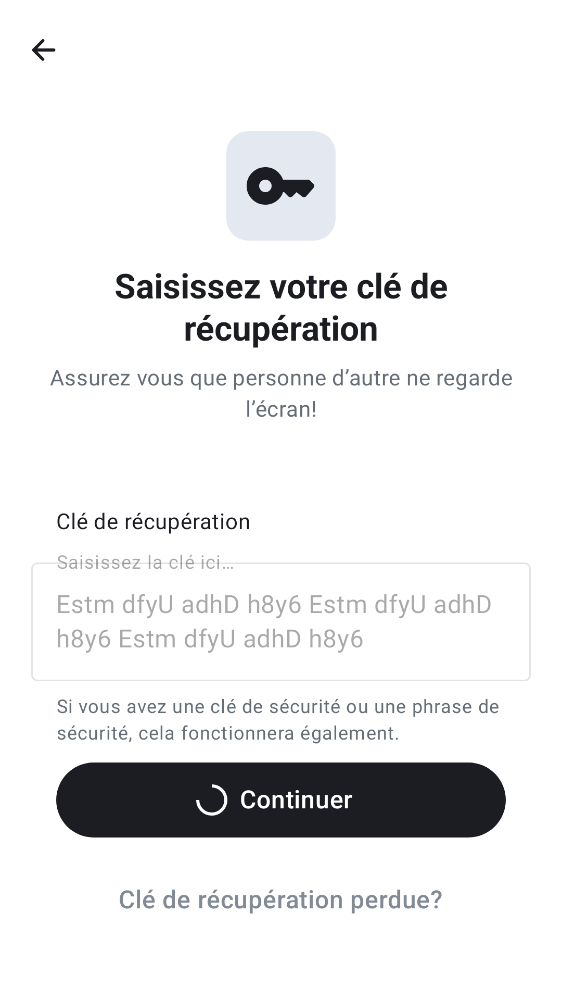 Saisissez votre clé de
récupération
Assurez vous que personne d’autre ne regarde
l’écran!
Clé de récupération
Saisissez la clé ici…
Estm dfyU adhD h8y6 Estm dfyU adhD
h8y6 Estm dfyU adhD h8y6
Si vous avez une clé de sécurité ou une phrase de
sécurité, cela fonctionnera également.
Continuer
Clé de récupération perdue?